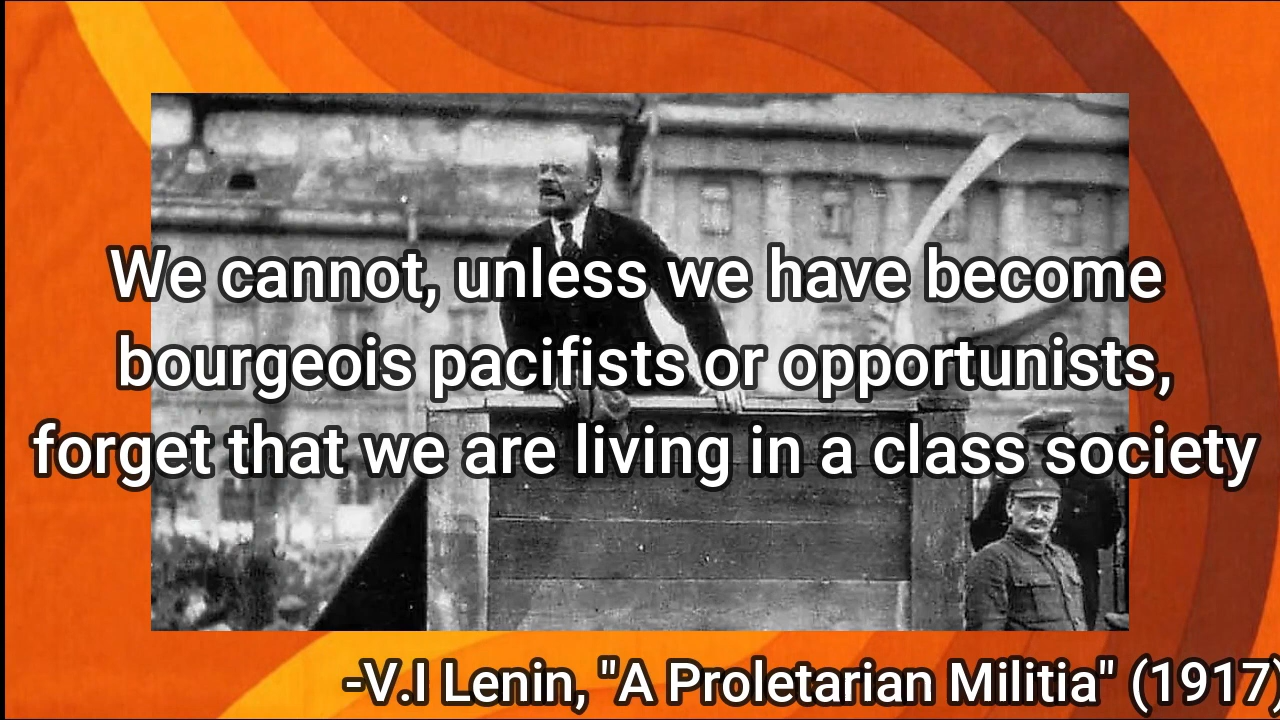 We cannot, unless we have become
bourgeois pacifists or opportunists,
forget that we are living in a class society
-V.I Lenin, "A Proletarian Militia" (1917)